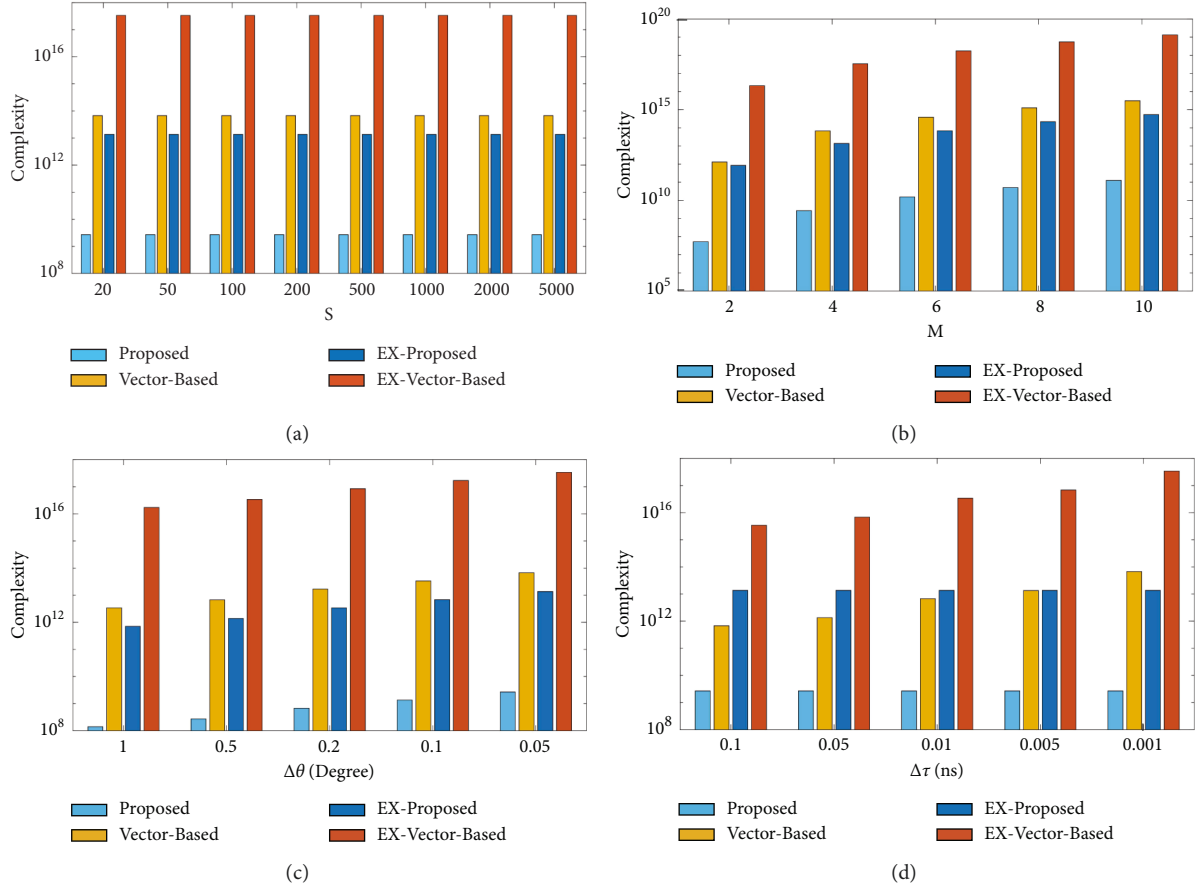 10^16
10^12
10^8
Complexity
20 50 100 200 500 1000 2000 5000
S
Proposed EX-Proposed
Vector-Based EX-Vector-Based
(a)
10^20
10^15
10^10
10^5
Complexity
2 4 6 8 10
M
Proposed EX-Proposed
Vector-Based EX-Vector-Based
(b)
10^16
10^12
10^8
Complexity
1 0.5 0.2 0.1 0.05
Δθ (Degree)
Proposed EX-Proposed
Vector-Based EX-Vector-Based
(c)
10^16
10^12
10^8
Complexity
0.1 0.05 0.01 0.005 0.001
Δτ (ns)
Proposed EX-Proposed
Vector-Based EX-Vector-Based
(d)